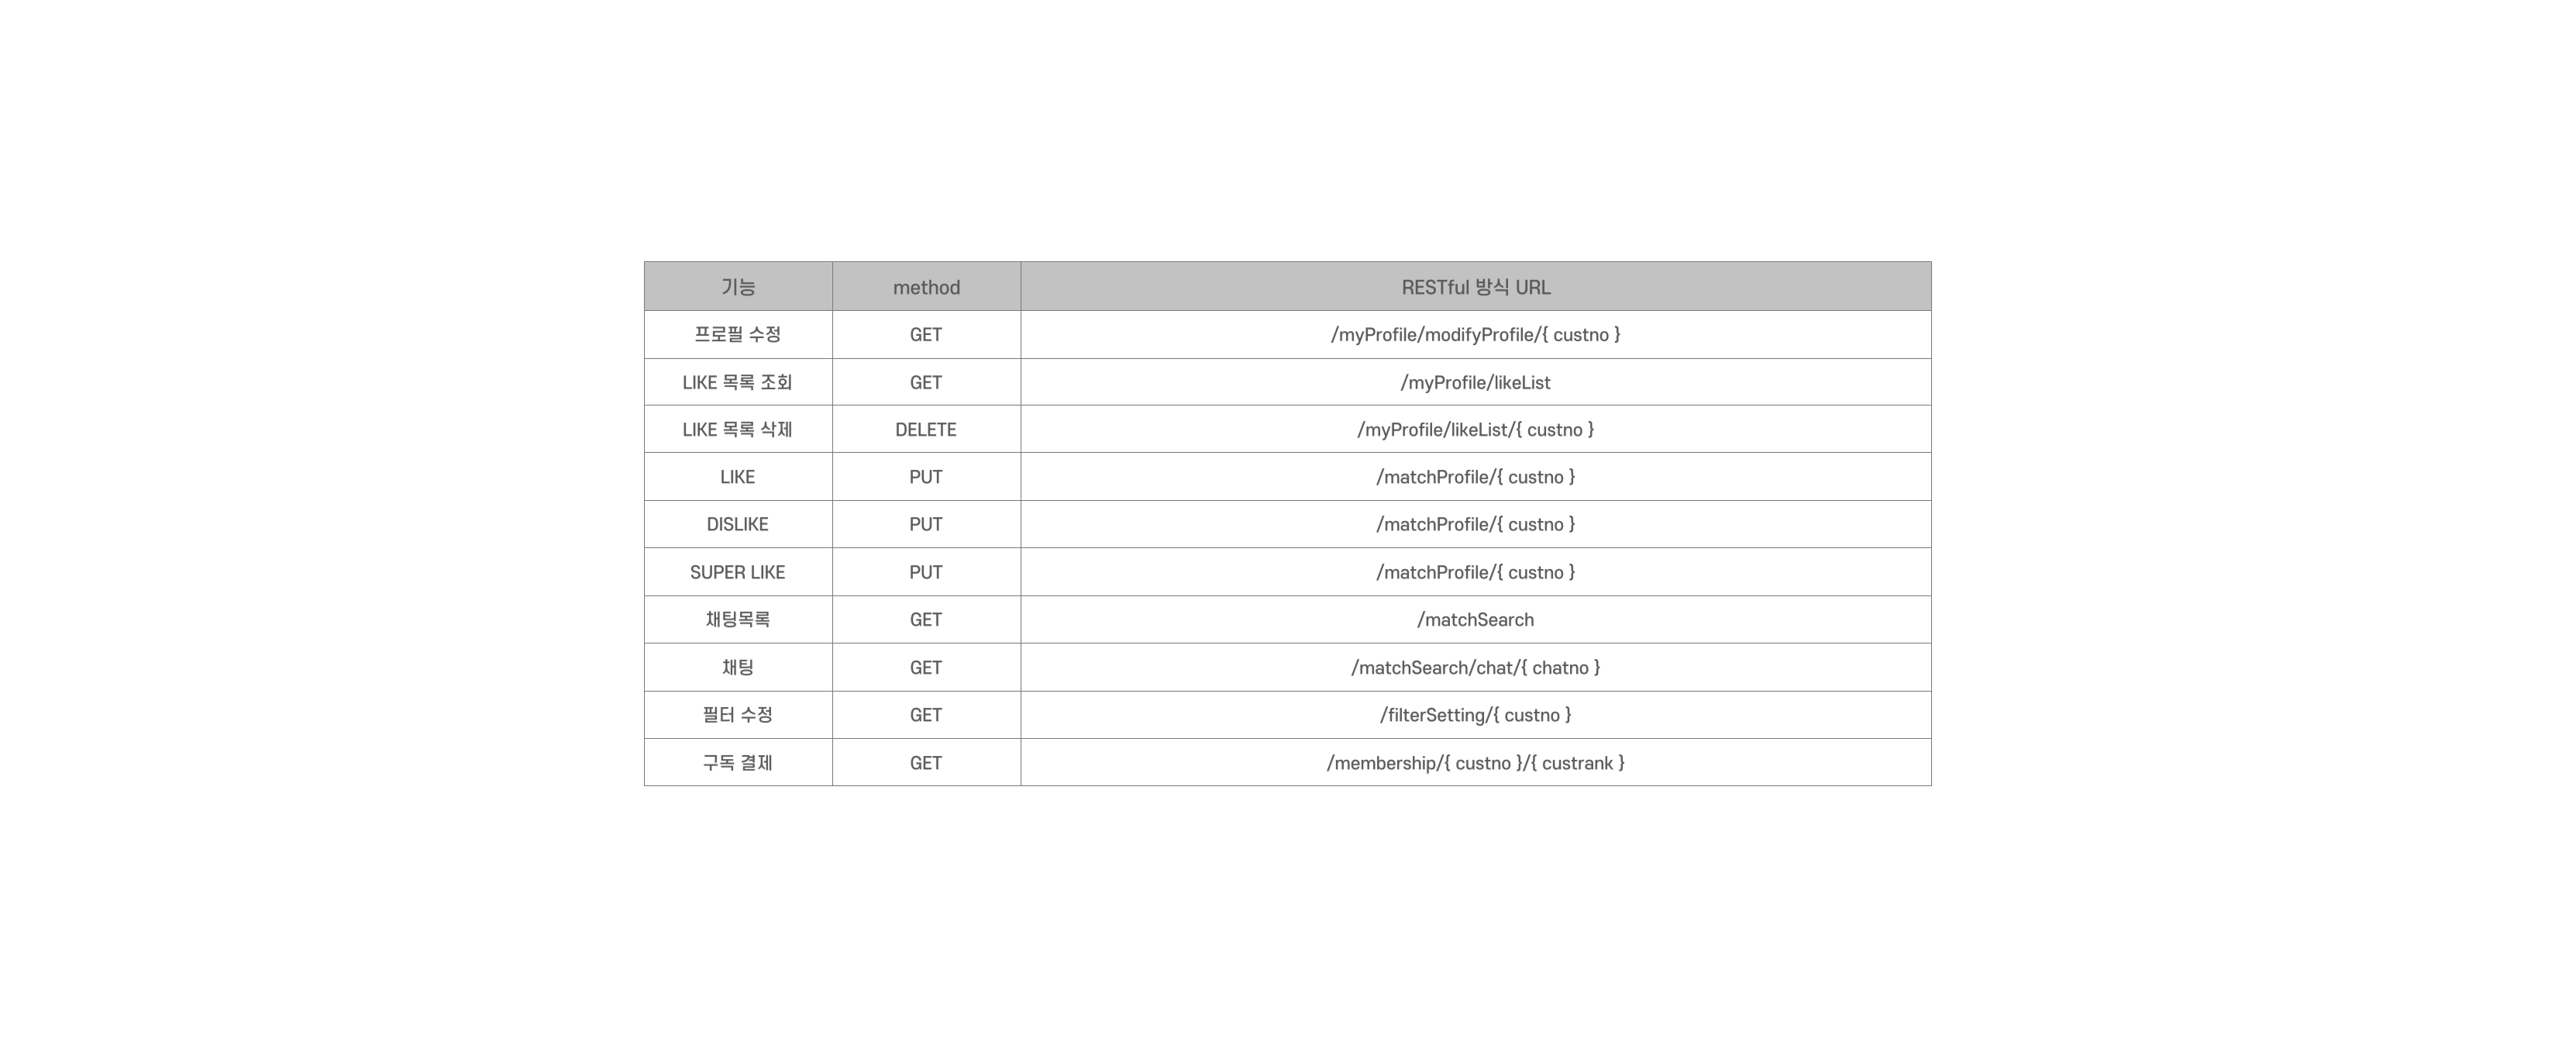 기능 method RESTful 방식 URL
프로필 수정 GET /myProfile/modifyProfile/{ custno }
LIKE 목록 조회 GET /myProfile/likeList
LIKE 목록 삭제 DELETE /myProfile/likeList/{ custno }
LIKE PUT /matchProfile/{ custno }
DISLIKE PUT /matchProfile/{ custno }
SUPER LIKE PUT /matchProfile/{ custno }
채팅목록 GET /matchSearch
채팅 GET /matchSearch/chat/{ chatno }
필터 수정 GET /filterSetting/{ custno }
구독 결제 GET /membership/{ custno }/{ custrank }